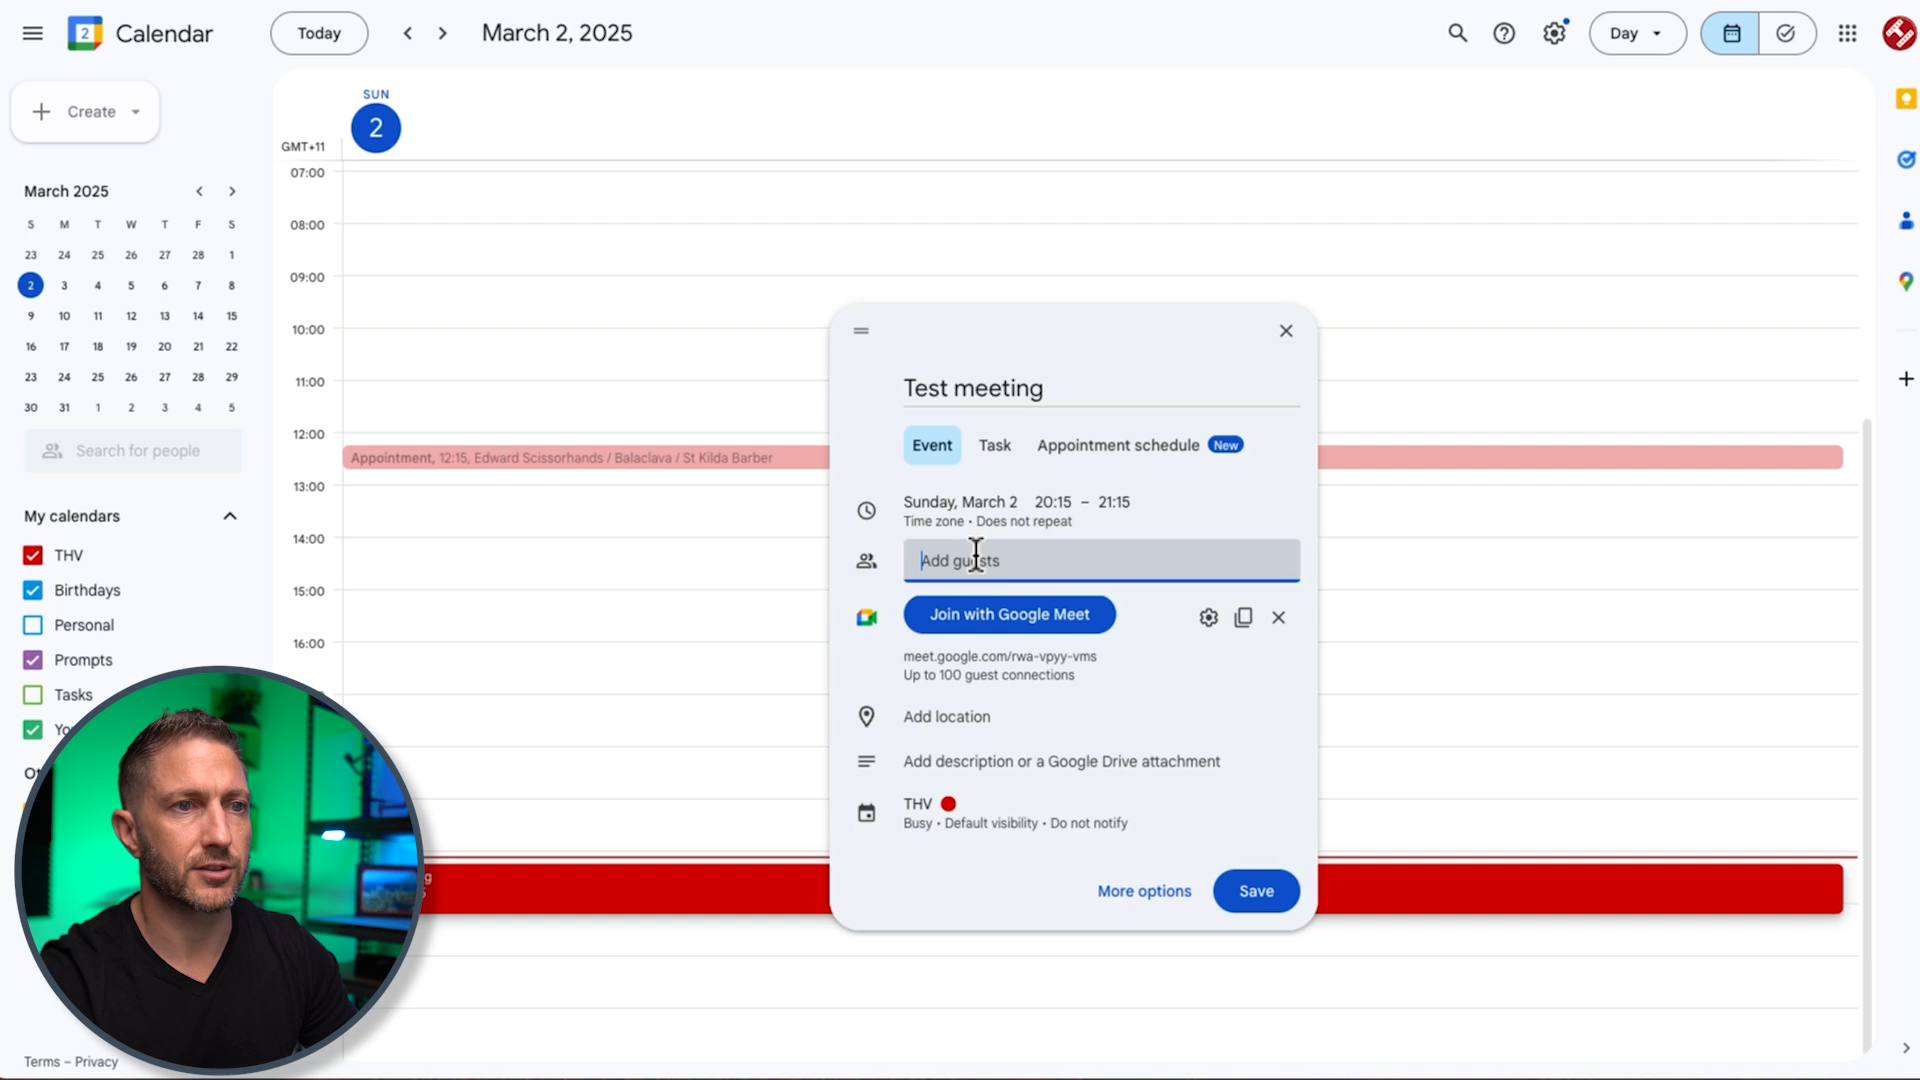 2
Calendar
Today
March 2, 2025
Day
Create
SUN
2
GMT+11
07:00
08:00
09:00
10:00
11:00
12:00
13:00
14:00
15:00
16:00
March 2025
S M T W T F S
23 24 25 26 27 28 1
2 3 4 5 6 7 8
9 10 11 12 13 14 15
16 17 18 19 20 21 22
23 24 25 26 27 28 29
30 31 1 2 3 4 5
Search for people
My calendars
THV
Birthdays
Personal
Prompts
Tasks
Terms – Privacy
Appointment, 12:15, Edward Scissorhands / Balaclava / St Kilda Barber
Test meeting
Event Task Appointment schedule New
Sunday, March 2 20:15 – 21:15
Time zone • Does not repeat
Add guests
Join with Google Meet
meet.google.com/rwa-vpyy-vms
Up to 100 guest connections
Add location
Add description or a Google Drive attachment
THV
Busy • Default visibility • Do not notify
More options
Save